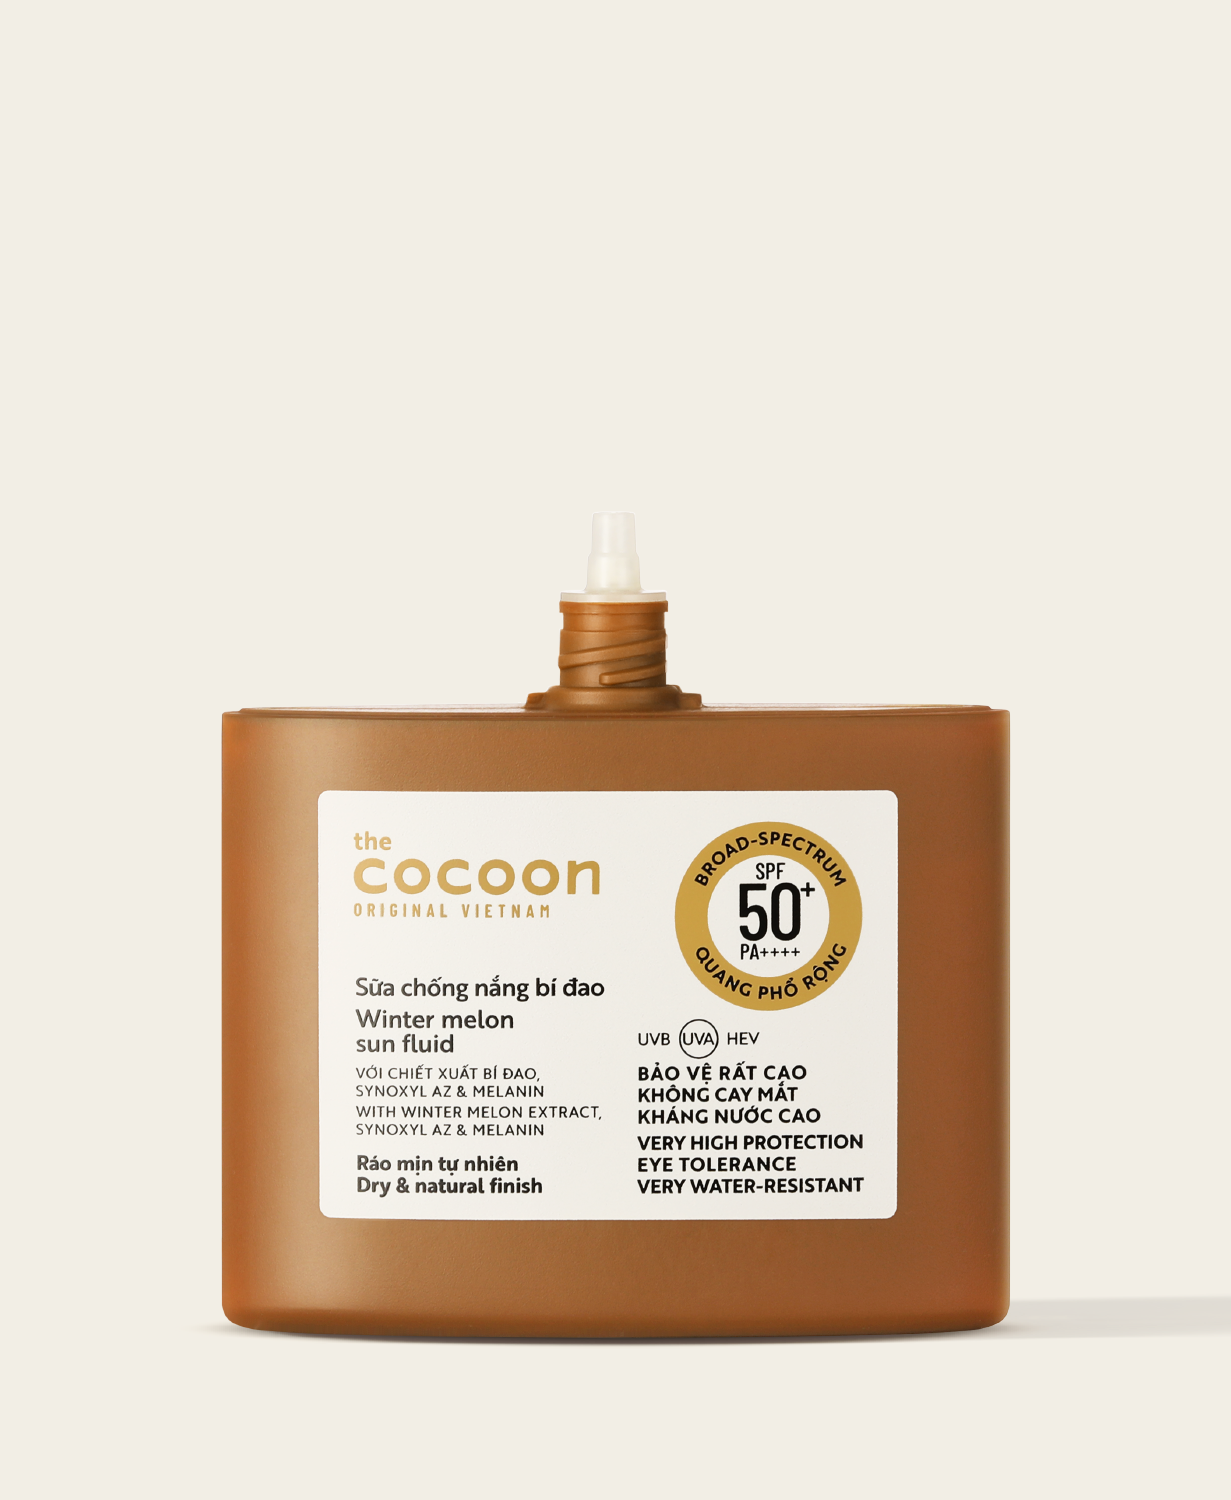 the
cocoon
ORIGINAL VIETNAM
Sữa chống nắng bí đao
Winter melon
sun fluid
VỚI CHIẾT XUẤT BÍ ĐAO,
SYNOXYL AZ & MELANIN
WITH WINTER MELON EXTRACT,
SYNOXYL AZ & MELANIN
Ráo mịn tự nhiên
Dry & natural finish
BROAD-SPECTRUM
SPF
50+
PA++++
QUANG PHỔ RỘNG
UVB UVA HEV
BẢO VỆ RẤT CAO
KHÔNG CAY MẮT
KHÁNG NƯỚC CAO
VERY HIGH PROTECTION
EYE TOLERANCE
VERY WATER-RESISTANT